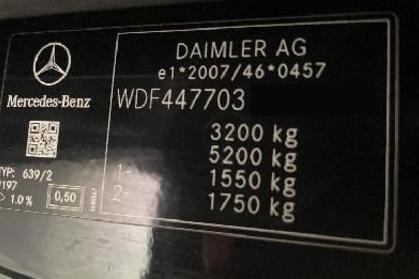 DAIMLER AG
e1*2007/46*0457
WDF447703
3200 kg
5200 kg
1- 1550 kg
2- 1750 kg
Mercedes-Benz
TYP: 639/2
1.0 %
0,50